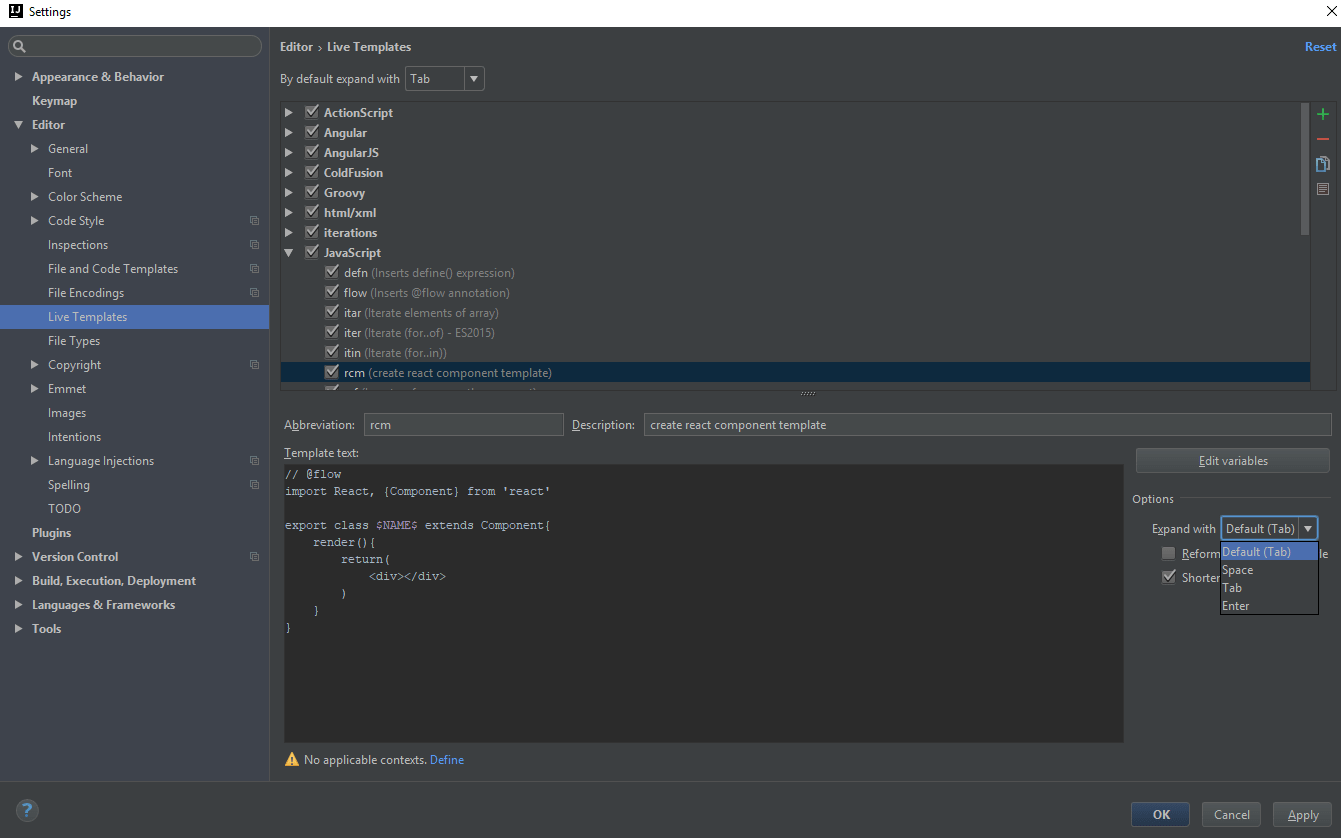 Settings
Editor › Live Templates
Reset
By default expand with Tab
Appearance & Behavior
Keymap
Editor
General
Font
Color Scheme
Code Style
Inspections
File and Code Templates
File Encodings
Live Templates
File Types
Copyright
Emmet
Images
Intentions
Language Injections
Spelling
TODO
Plugins
Version Control
Build, Execution, Deployment
Languages & Frameworks
Tools
ActionScript
Angular
AngularJS
ColdFusion
Groovy
html/xml
iterations
JavaScript
defn (Inserts define() expression)
flow (Inserts @flow annotation)
itar (Iterate elements of array)
iter (Iterate (for..of) - ES2015)
itin (Iterate (for..in))
rcm (create react component template)
Abbreviation: rcm Description: create react component template
Template text:
// @flow
import React, {Component} from 'react'
export class $NAME$ extends Component{
render(){
return(
<div></div>
)
}
}
Edit variables
Options
Expand with Default (Tab)
Default (Tab)
Space
Tab
Enter
Reform
le
Shorter
No applicable contexts. Define
?
OK Cancel Apply